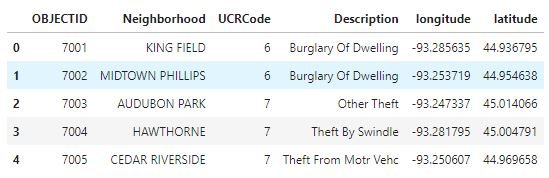 OBJECTID Neighborhood UCRCode Description longitude latitude
0 7001 KING FIELD 6 Burglary Of Dwelling -93.285635 44.936795
1 7002 MIDTOWN PHILLIPS 6 Burglary Of Dwelling -93.253719 44.954638
2 7003 AUDUBON PARK 7 Other Theft -93.247337 45.014066
3 7004 HAWTHORNE 7 Theft By Swindle -93.281795 45.004791
4 7005 CEDAR RIVERSIDE 7 Theft From Motr Vehc -93.250607 44.969658